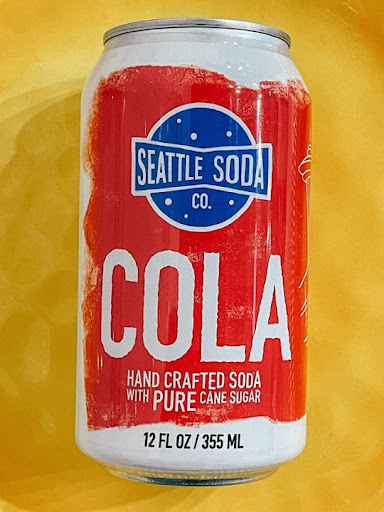 SEATTLE SODA
CO.
COLA
HAND CRAFTED SODA
WITH PURE CANE SUGAR
12 FL OZ / 355 ML